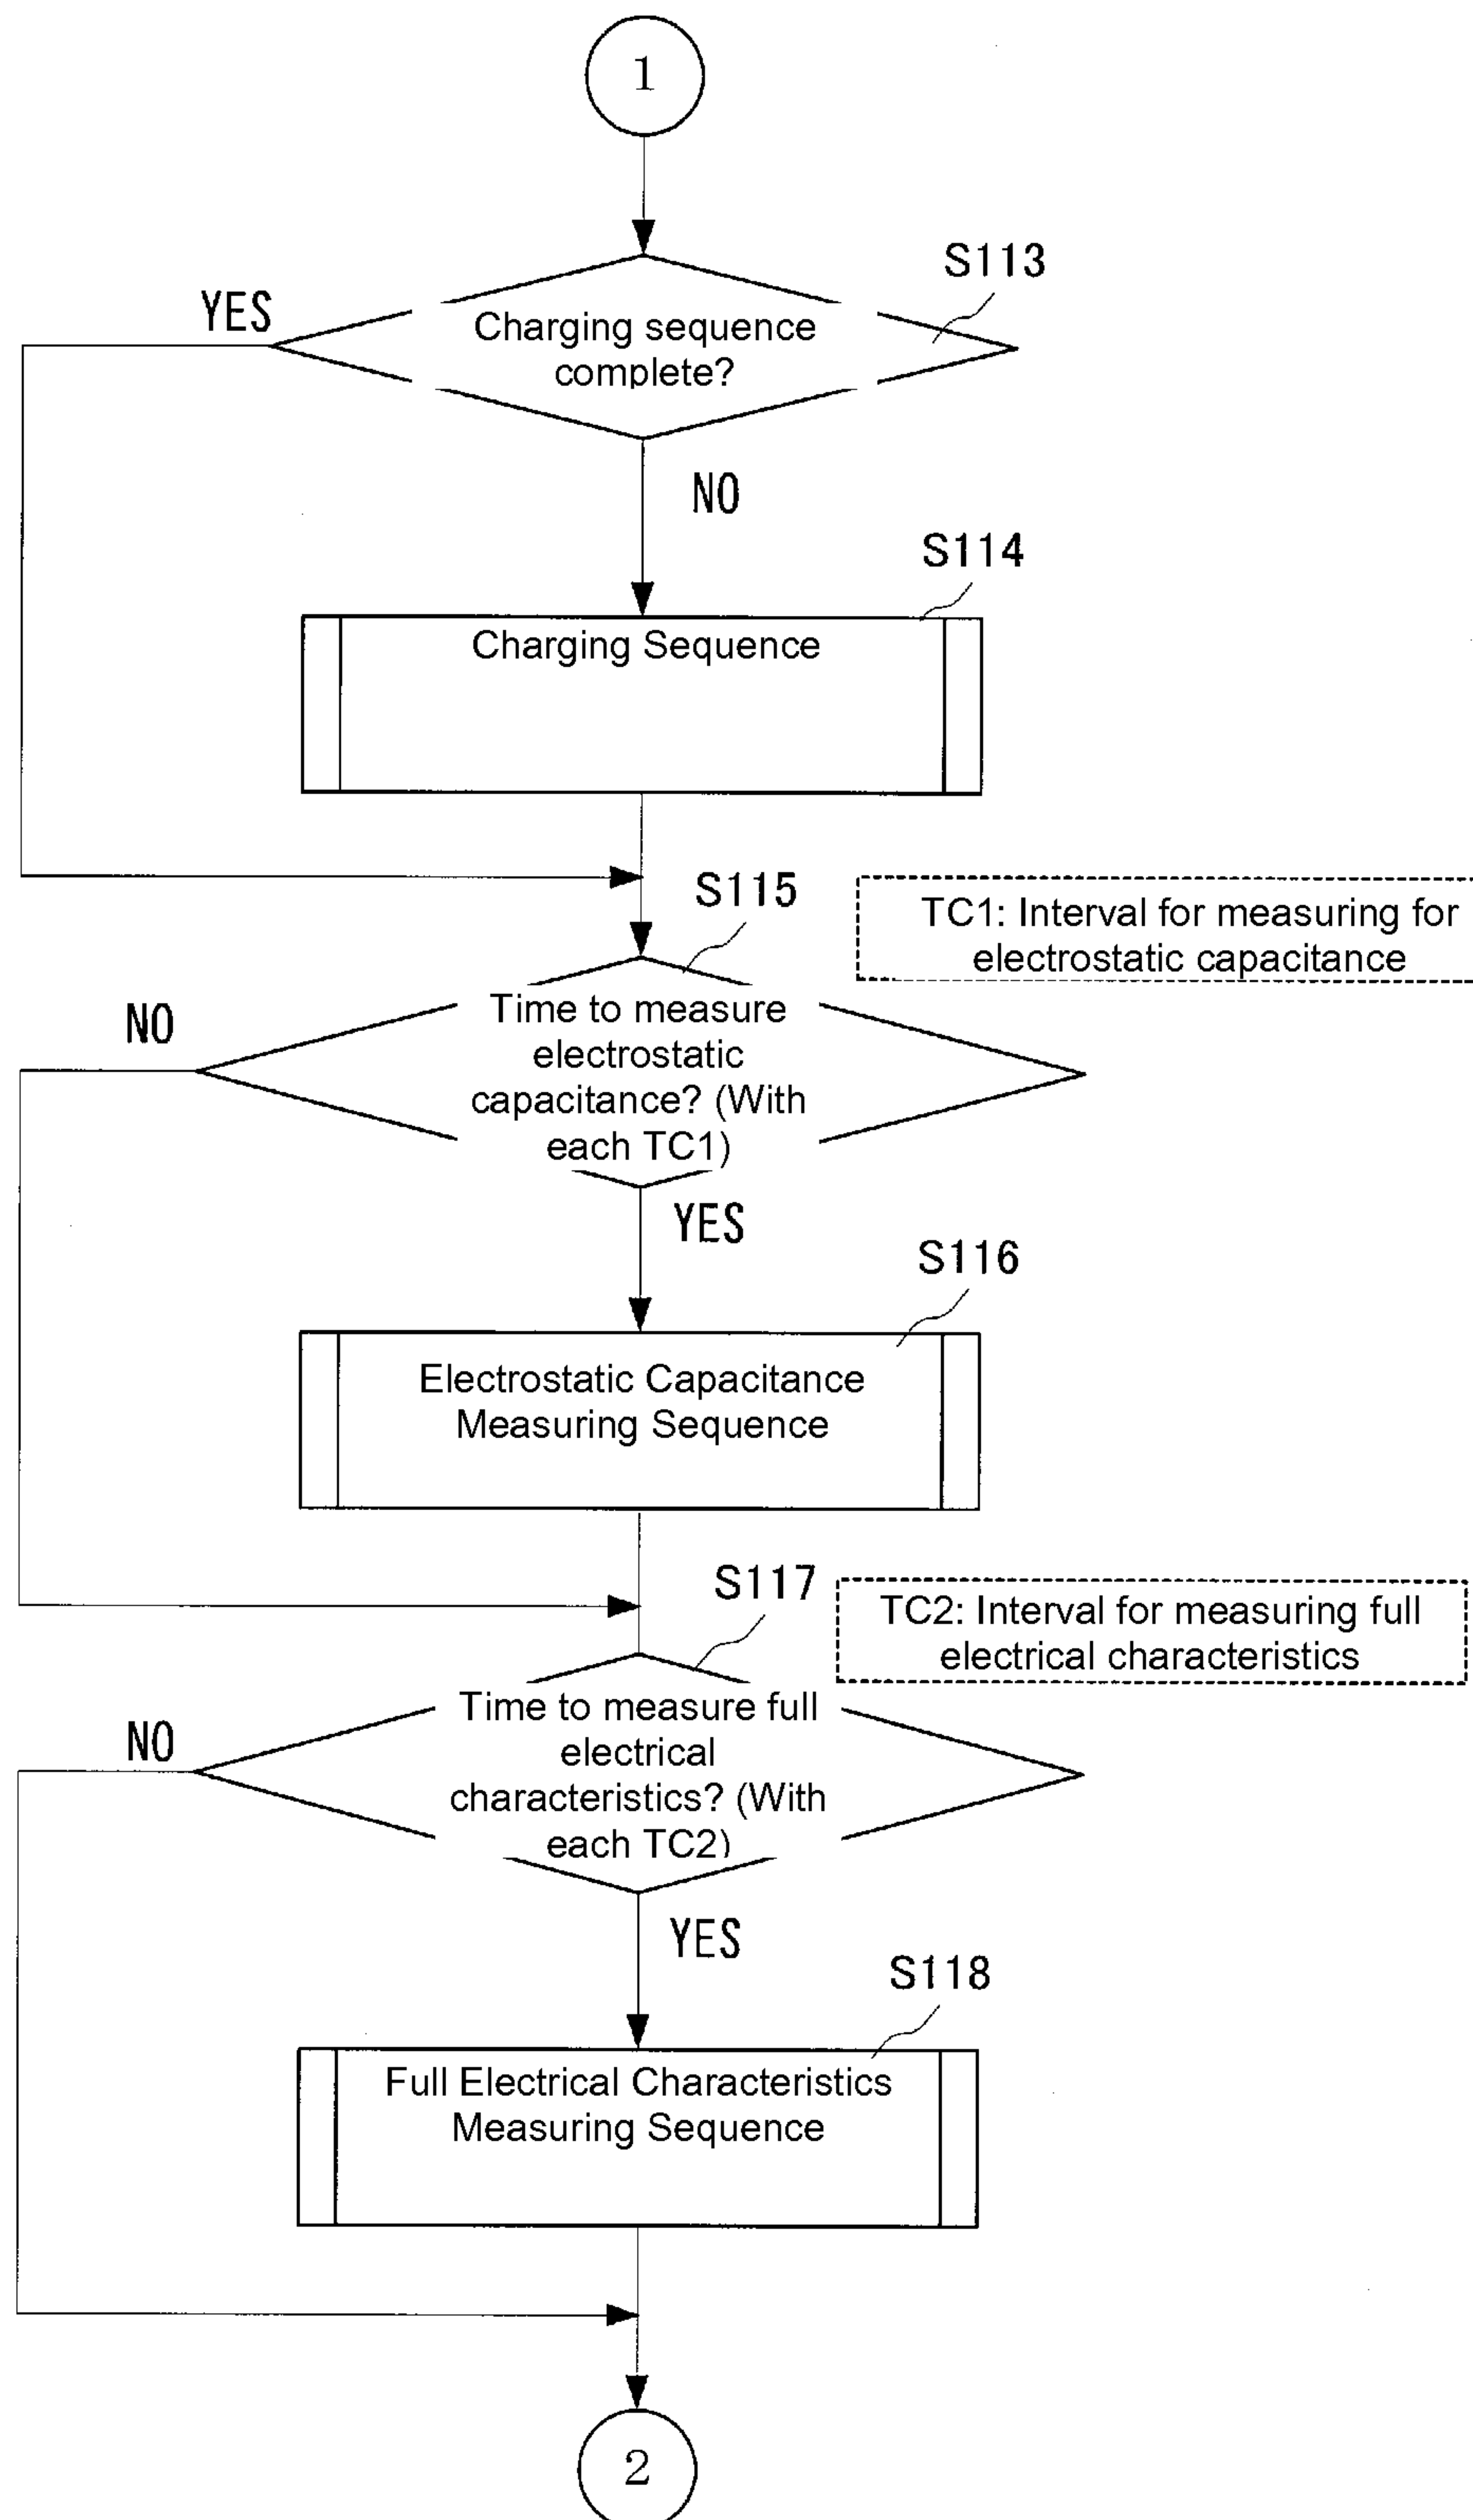 1
S113
YES
Charging sequence
complete?
NO
S114
Charging Sequence
S115
TC1: Interval for measuring for
electrostatic capacitance
NO
Time to measure
electrostatic
capacitance? (With
each TC1)
YES
S116
Electrostatic Capacitance
Measuring Sequence
S117
TC2: Interval for measuring full
electrical characteristics
NO
Time to measure full
electrical
characteristics? (With
each TC2)
YES
S118
Full Electrical Characteristics
Measuring Sequence
2